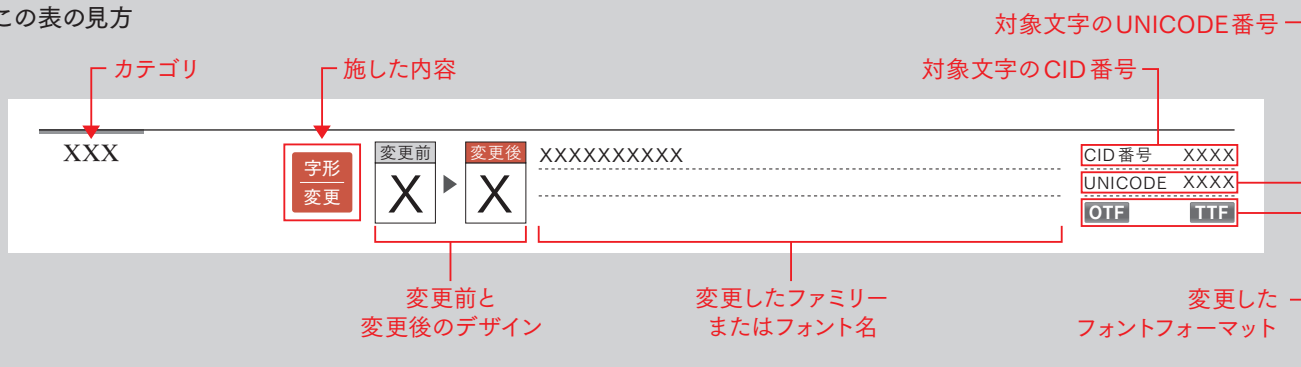 この表の見方
対象文字のUNICODE番号
カテゴリ
施した内容
対象文字のCID番号
XXX
字形
変更
変更前
変更後
X
X
XXXXXXXXXX
CID番号 XXXX
UNICODE XXXX
OTF TTF
変更前と
変更後のデザイン
変更したファミリー
またはフォント名
変更した
フォントフォーマット